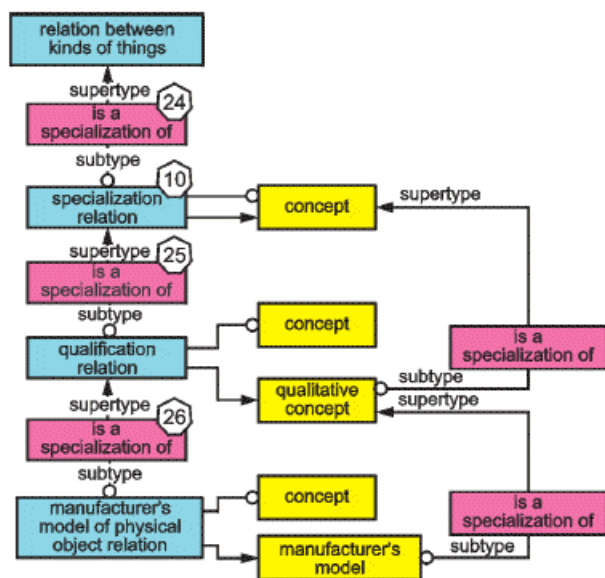 relation between
kinds of things
supertype
24
is a
specialization of
subtype
10
specialization
relation
concept
supertype
supertype
25
is a
specialization of
subtype
concept
is a
specialization of
qualification
relation
qualitative
concept
subtype
supertype
supertype
26
is a
specialization of
subtype
concept
is a
specialization of
manufacturer's
model of physical
object relation
manufacturer's
model
subtype